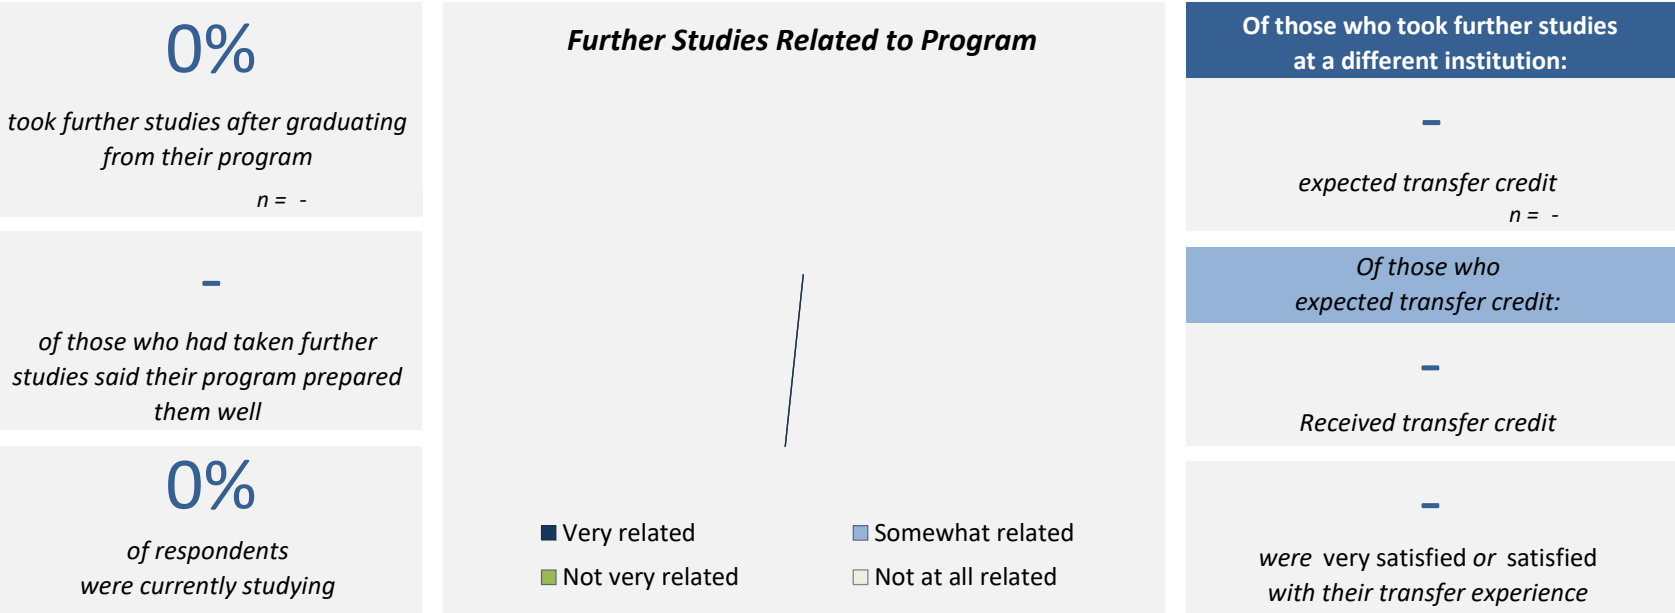 0%
took further studies after graduating
from their program
n = -
-
of those who had taken further
studies said their program prepared
them well
0%
of respondents
were currently studying
Further Studies Related to Program
Very related
Somewhat related
Not very related
Not at all related
Of those who took further studies
at a different institution:
-
expected transfer credit
n = -
Of those who
expected transfer credit:
-
Received transfer credit
-
were very satisfied or satisfied
with their transfer experience